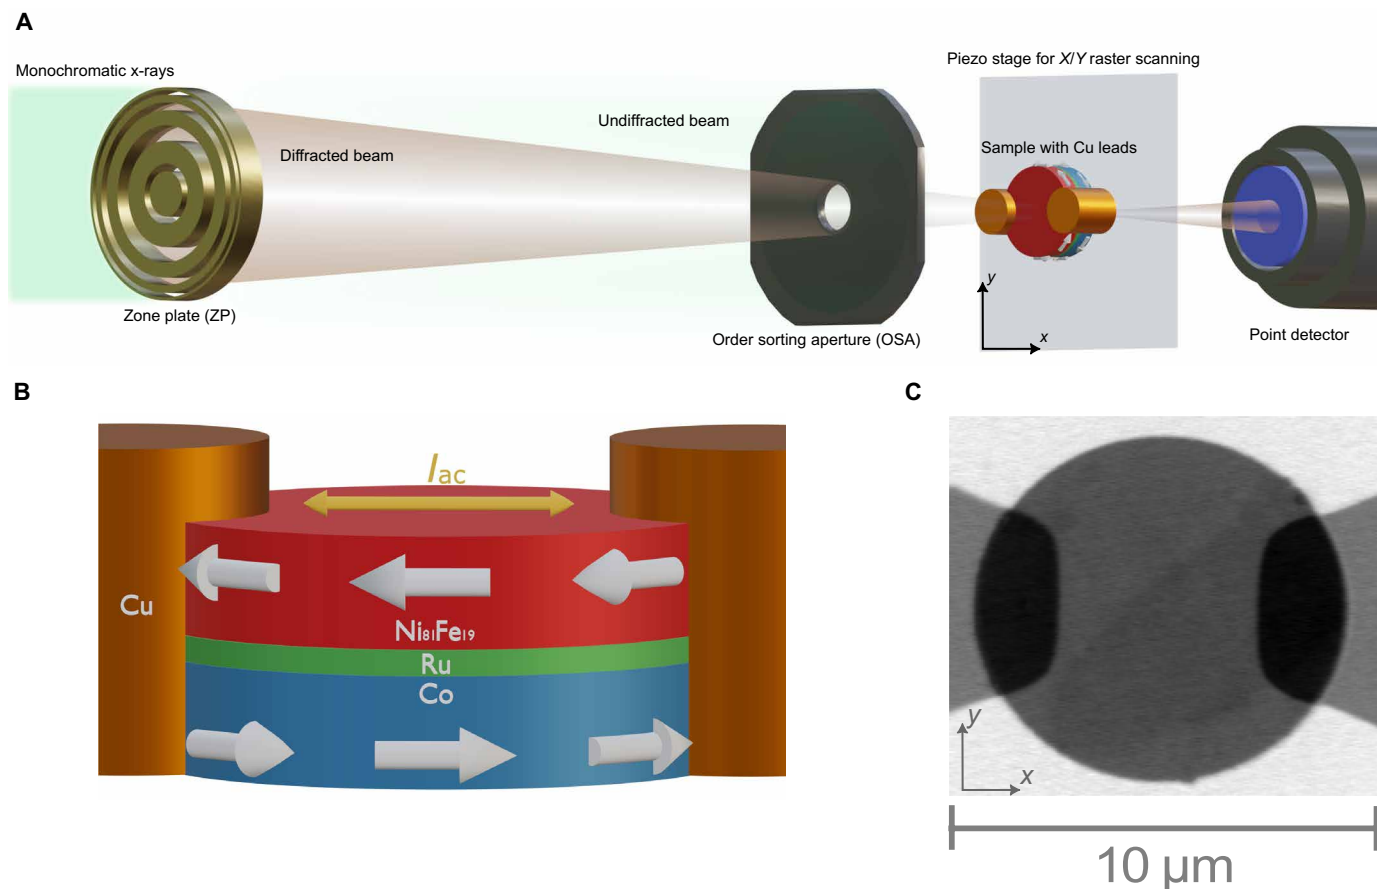 A
Monochromatic x-rays
Piezo stage for X/Y raster scanning
Undiffracted beam
Diffracted beam
Sample with Cu leads
y
x
Zone plate (ZP)
Order sorting aperture (OSA)
Point detector
B
Iac
Cu
Ni81Fe19
Ru
Co
C
y
x
10 µm